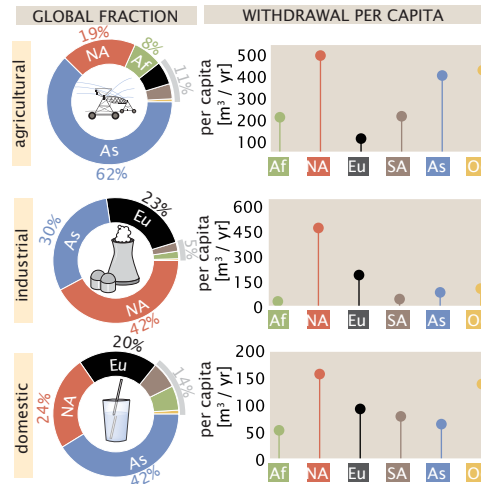 GLOBAL FRACTION
WITHDRAWAL PER CAPITA
agricultural
19%
8%
11%
62%
NA
Af
As
per capita
[m³ / yr]
500
400
300
200
100
Af NA Eu SA As O
industrial
30%
23%
5%
42%
As
Eu
NA
per capita
[m³ / yr]
600
450
300
150
0
Af NA Eu SA As O
domestic
24%
20%
14%
42%
NA
Eu
As
per capita
[m³ / yr]
200
150
100
50
0
Af NA Eu SA As O